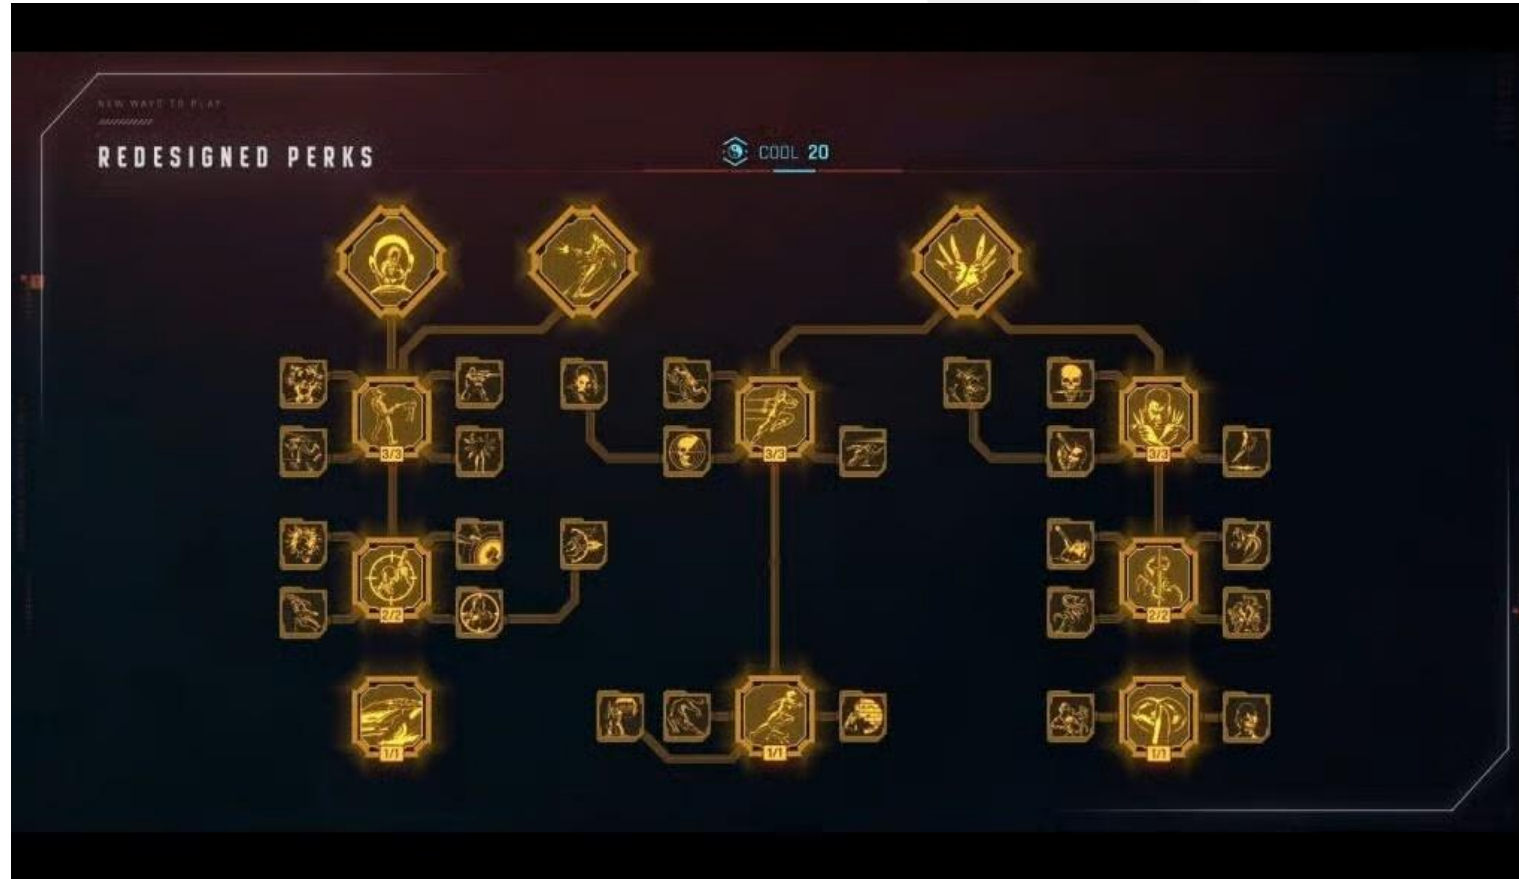 NEW WAYS TO PLAY
REDESIGNED PERKS
COOL 20
3/3
3/3
3/3
2/2
2/2
1/1
1/1
1/1